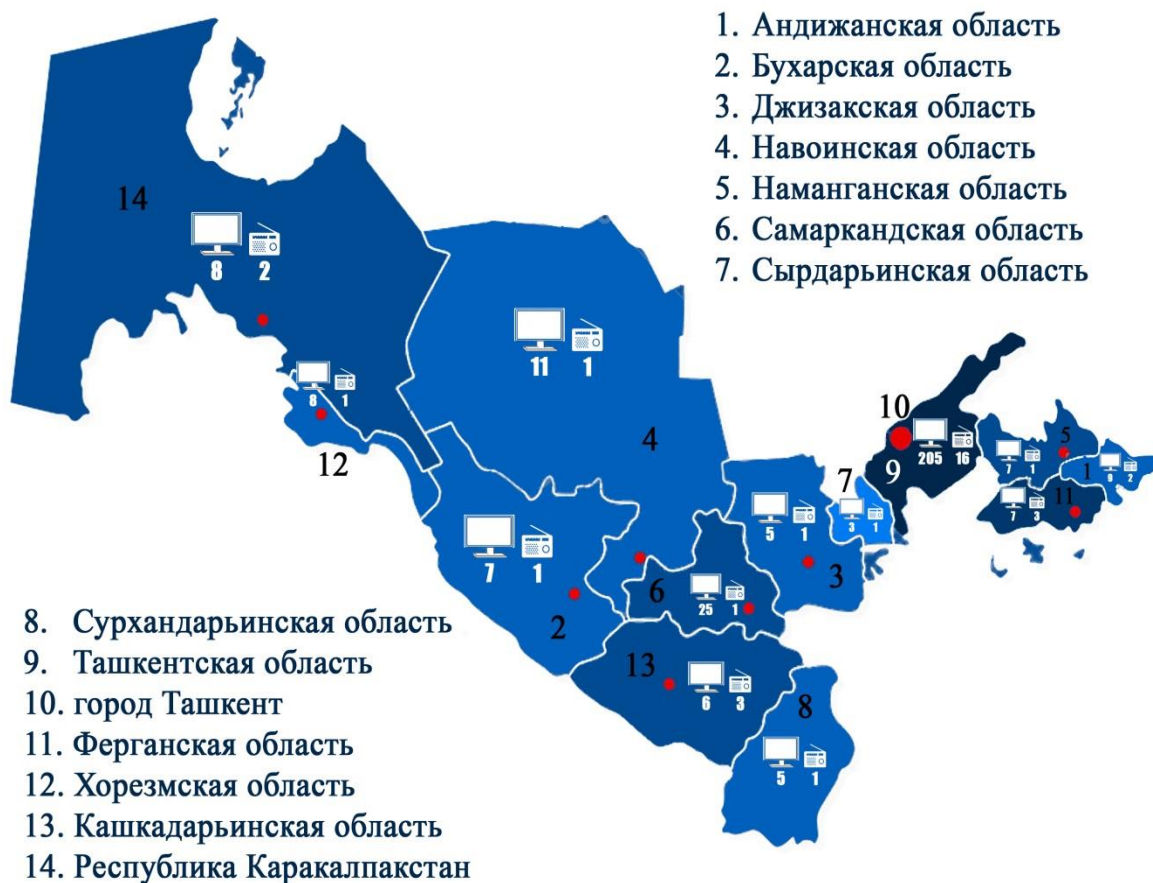 1. Андижанская область
2. Бухарская область
3. Джизакская область
4. Навоинская область
5. Наманганская область
6. Самаркандская область
7. Сырдарьинская область
14
8 2
11 1
10
8 1
4
5
205 16
7 1
1
12
7
9
9 2
3 1
11
7 3
5 1
7 1
6
3
25 1
2
8. Сурхандарьинская область
13
8
9. Ташкентская область
6 3
10. город Ташкент
11. Ферганская область
5 1
12. Хорезмская область
13. Кашкадарьинская область
14. Республика Каракалпакстан